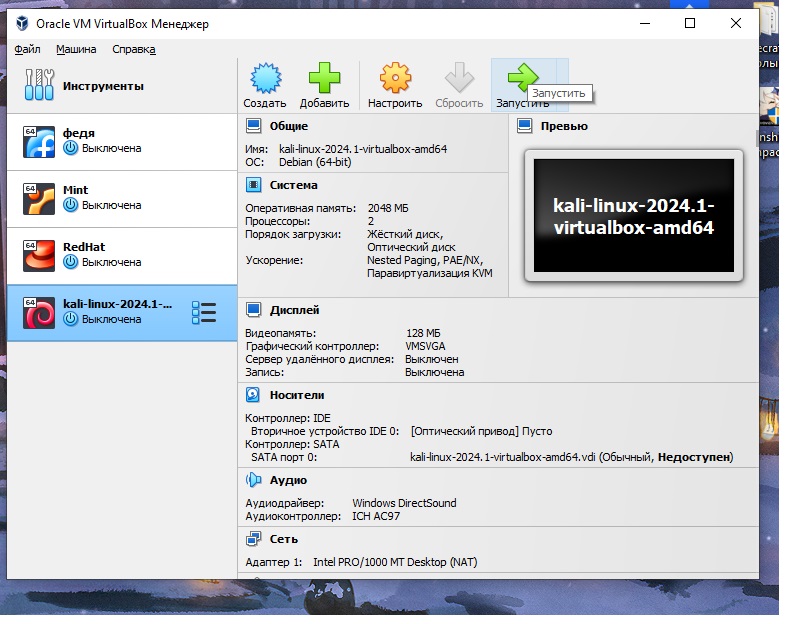 Oracle VM VirtualBox Менеджер
Файл Машина Справка
Инструменты
Создать Добавить Настроить Сбросить Запустить
Запустить
64
федя
Выключена
64
Mint
Выключена
64
RedHat
Выключена
64
kali-linux-2024.1-...
Выключена
Общие
Имя: kali-linux-2024.1-virtualbox-amd64
ОС: Debian (64-bit)
Система
Оперативная память: 2048 МБ
Процессоры: 2
Порядок загрузки: Жёсткий диск,
Оптический диск
Ускорение: Nested Paging, PAE/NX,
Паравиртуализация KVM
Превью
kali-linux-2024.1-
virtualbox-amd64
Дисплей
Видеопамять: 128 МБ
Графический контроллер: VMSVGA
Сервер удалённого дисплея: Выключен
Запись: Выключена
Носители
Контроллер: IDE
Вторичное устройство IDE 0: [Оптический привод] Пусто
Контроллер: SATA
SATA порт 0: kali-linux-2024.1-virtualbox-amd64.vdi (Обычный, Недоступен)
Аудио
Аудиодрайвер: Windows DirectSound
Аудиоконтроллер: ICH AC97
Сеть
Адаптер 1: Intel PRO/1000 MT Desktop (NAT)